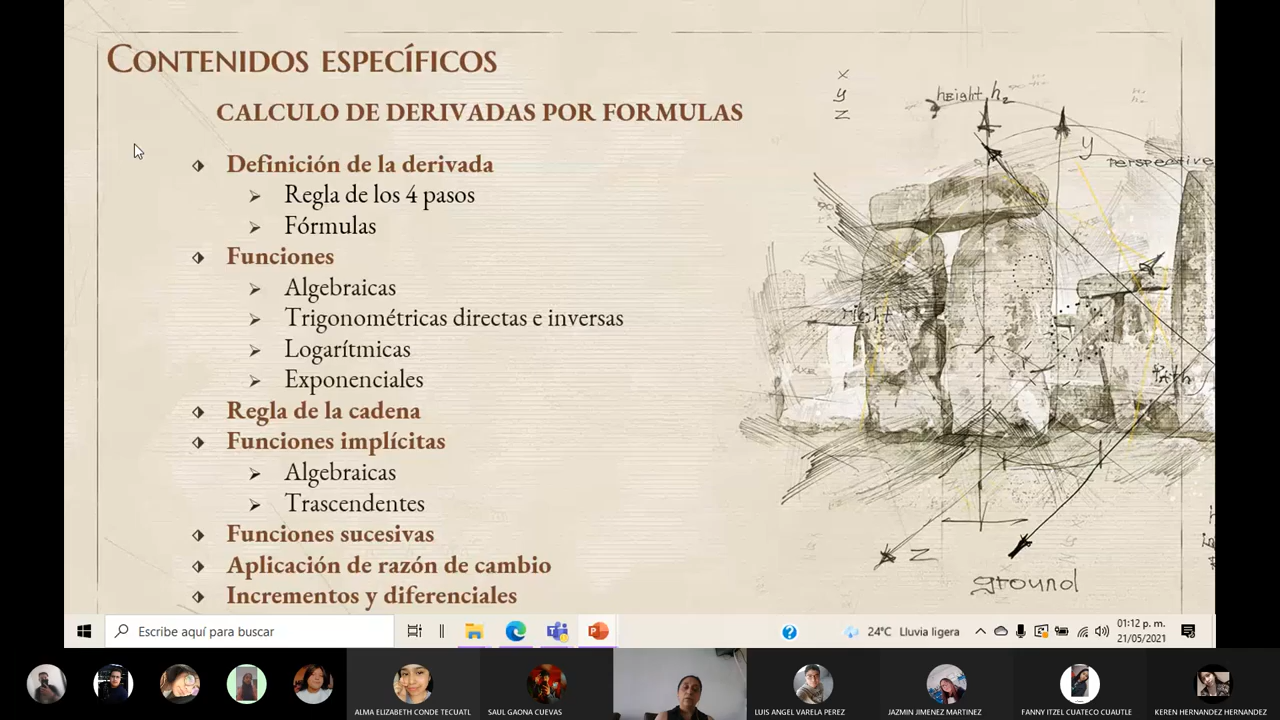 CONTENIDOS ESPECÍFICOS
CALCULO DE DERIVADAS POR FORMULAS
Definición de la derivada
Regla de los 4 pasos
Fórmulas
Funciones
Algebraicas
Trigonométricas directas e inversas
Logarítmicas
Exponenciales
Regla de la cadena
Funciones implícitas
Algebraicas
Trascendentes
Funciones sucesivas
Aplicación de razón de cambio
Incrementos y diferenciales
x
y
z
height h2
y
Perspective
z
ground
Escribe aquí para buscar
24°C Lluvia ligera
01:12 p. m.
21/05/2021
ALMA ELIZABETH CONDE TECUATL
SAUL GAONA CUEVAS
LUIS ANGEL VARELA PEREZ
JAZMIN JIMENEZ MARTINEZ
FANNY ITZEL CUATECO CUAUTLE
KEREN HERNANDEZ HERNANDEZ